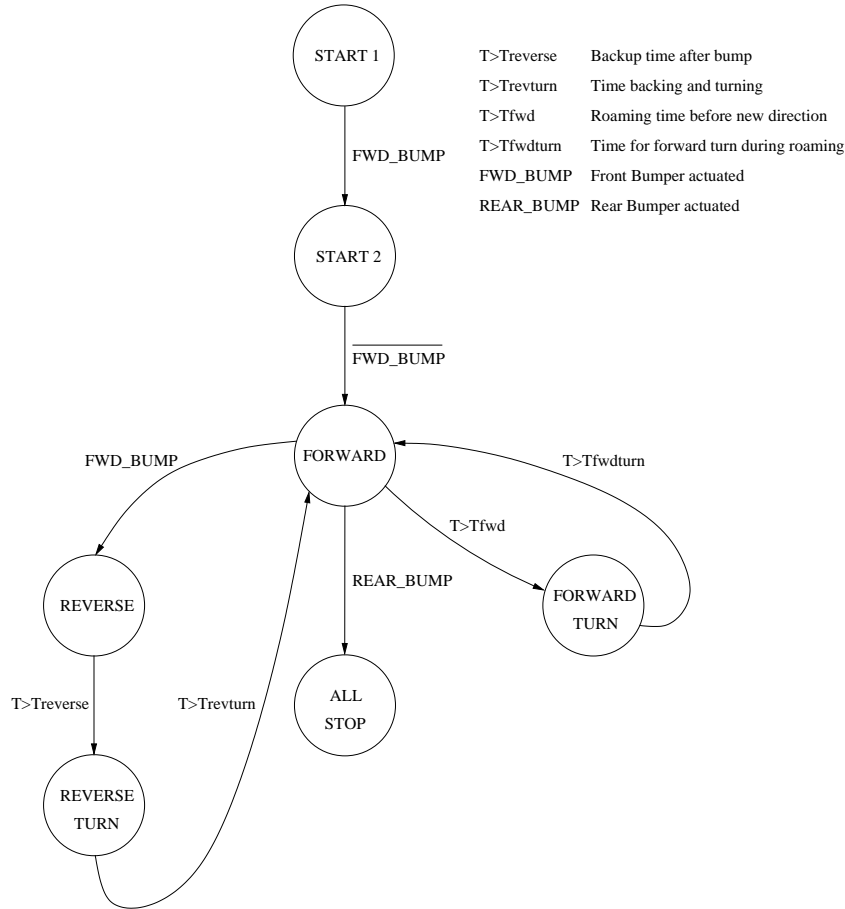 START 1
T>Treverse Backup time after bump
T>Trevturn Time backing and turning
T>Tfwd Roaming time before new direction
T>Tfwdturn Time for forward turn during roaming
FWD_BUMP Front Bumper actuated
REAR_BUMP Rear Bumper actuated
FWD_BUMP
START 2
FWD_BUMP
FORWARD
FWD_BUMP
T>Tfwdturn
T>Tfwd
REAR_BUMP
REVERSE
FORWARD
TURN
T>Treverse
T>Trevturn
ALL
STOP
REVERSE
TURN